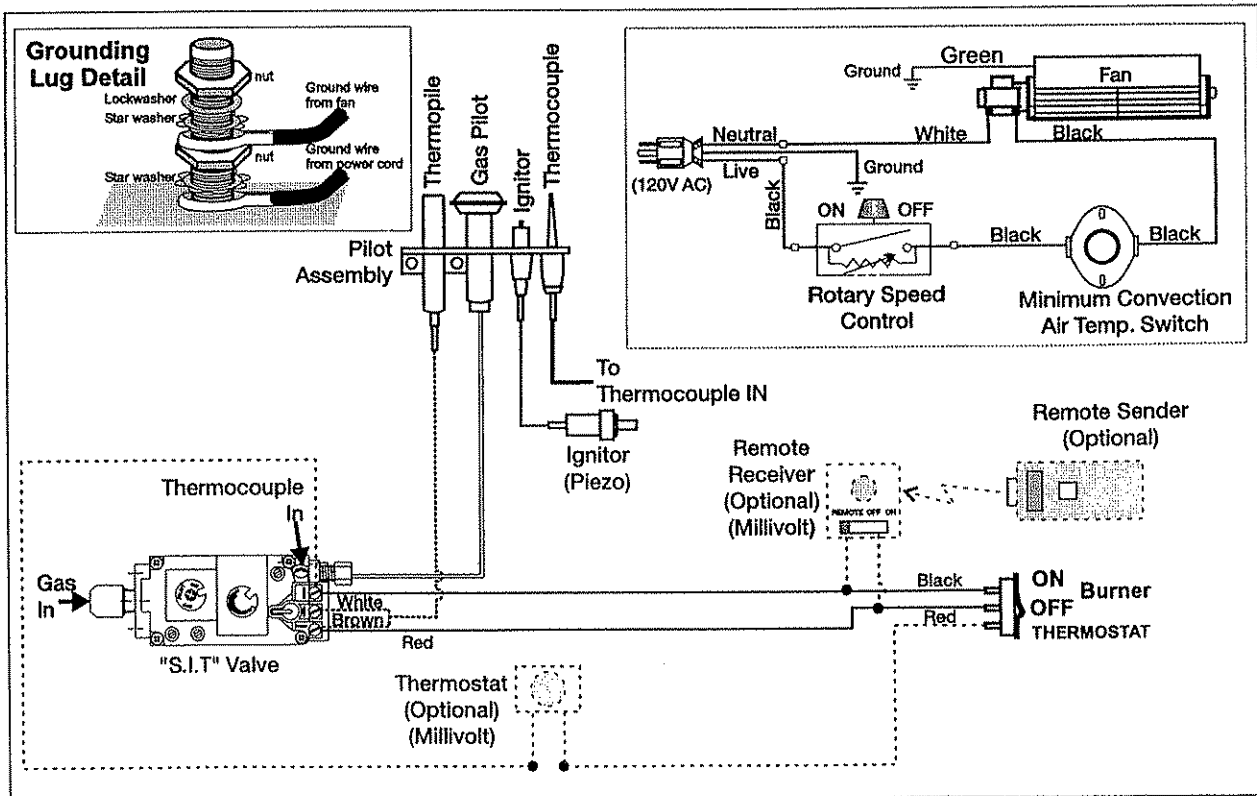 Grounding
Lug Detail
nut
Lockwashor
Star washer
nut
Star washer
Ground wire
from fan
Ground wire
from power cord
Thermopile
Gas Pilot
Ignitor
Thermocouple
Pilot
Assembly
To
Thermocouple IN
Ignitor
(Piezo)
Green
Ground
Fan
Neutral
White
Black
Live
Ground
(120V AC)
Black
ON
OFF
Black
Black
Rotary Speed
Control
Minimum Convection
Air Temp. Switch
Remote Sender
(Optional)
Remote
Receiver
(Optional)
(Millivolt)
REMOTE OFF ON
Thermocouple
In
Gas
In
White
Brown
Red
"S.I.T" Valve
Black
Red
ON
Burner
OFF
THERMOSTAT
Thermostat
(Optional)
(Millivolt)